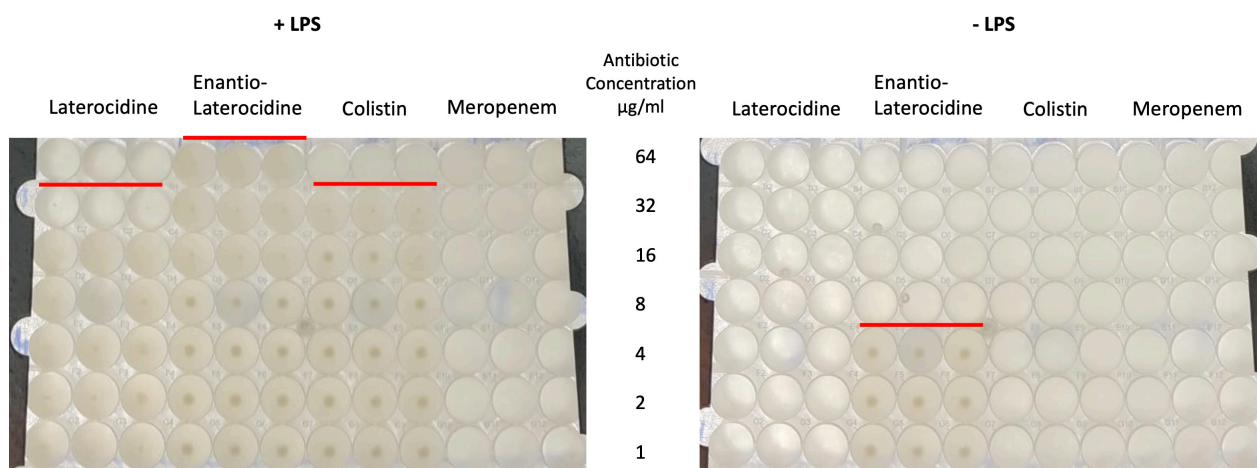 + LPS
- LPS
Antibiotic
Concentration
µg/ml
Laterocidine
Enantio-
Laterocidine
Colistin
Meropenem
Laterocidine
Enantio-
Laterocidine
Colistin
Meropenem
64
32
16
8
4
2
1